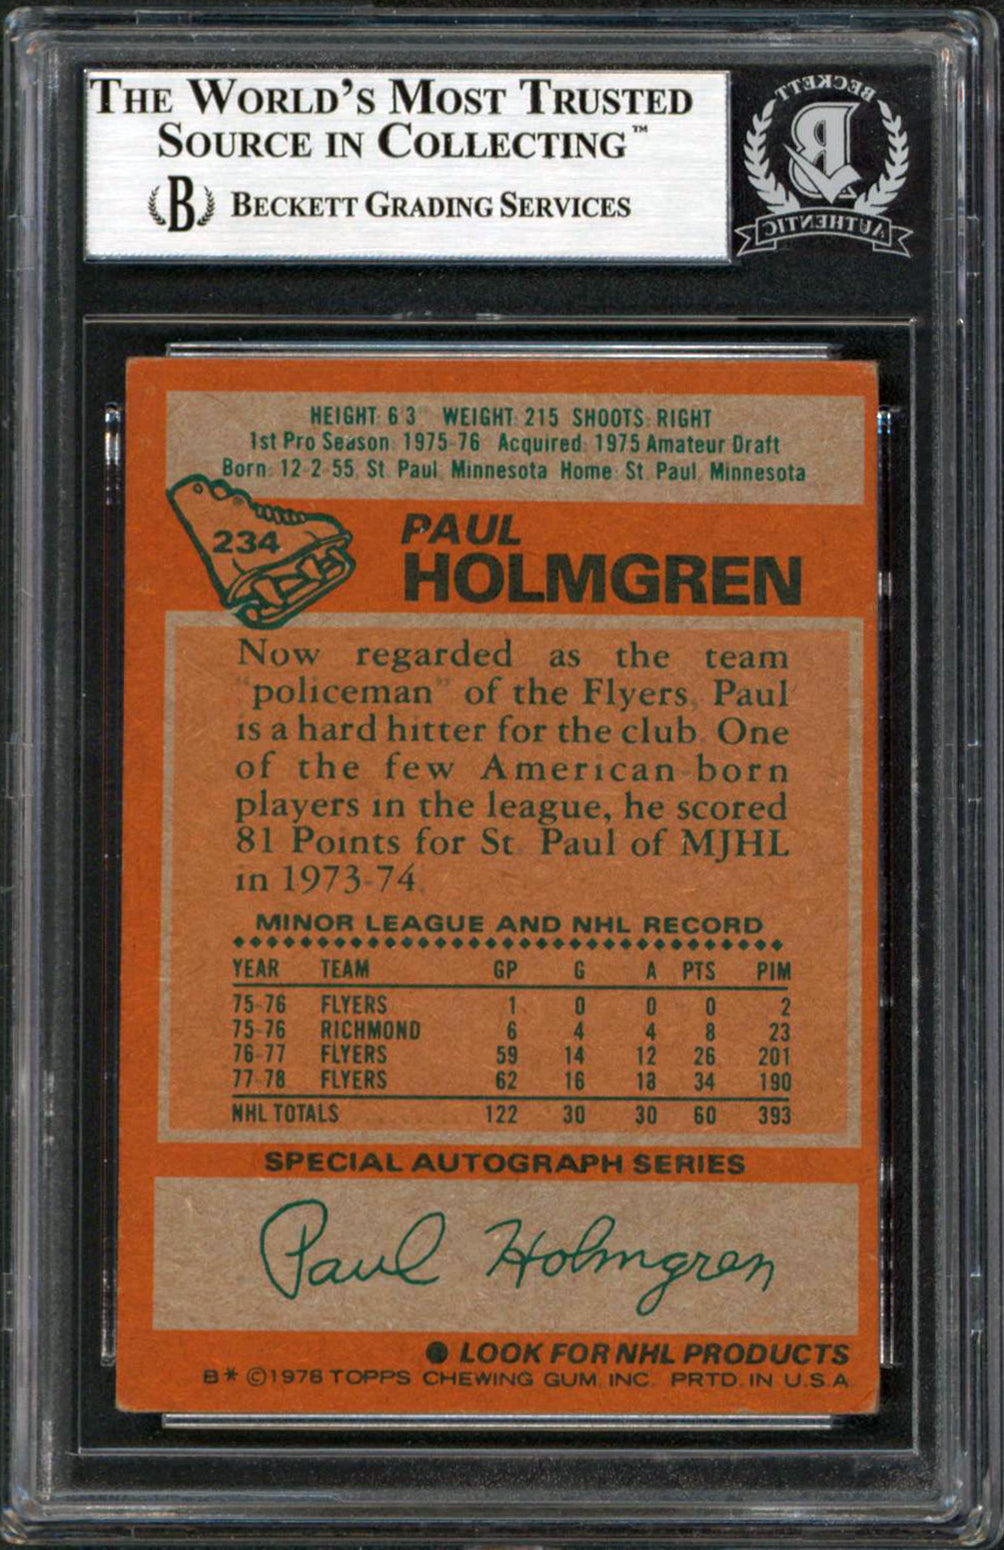 THE WORLD'S MOST TRUSTED
SOURCE IN COLLECTING™
B BECKETT GRADING SERVICES
BECKETT
B
AUTHENTIC
HEIGHT: 6'3" WEIGHT: 215 SHOOTS: RIGHT
1st Pro Season: 1975-76 Acquired: 1975 Amateur Draft
Born: 12-2-55, St. Paul, Minnesota Home: St. Paul, Minnesota
234
PAUL
HOLMGREN
Now regarded as the team
"policeman" of the Flyers, Paul
is a hard hitter for the club. One
of the few American-born
players in the league, he scored
81 Points for St. Paul of MJHL
in 1973-74.
MINOR LEAGUE AND NHL RECORD
YEAR TEAM GP G A PTS PIM
75-76 FLYERS 1 0 0 0 2
75-76 RICHMOND 6 4 4 8 23
76-77 FLYERS 59 14 12 26 201
77-78 FLYERS 62 16 18 34 190
NHL TOTALS 122 30 30 60 393
SPECIAL AUTOGRAPH SERIES
Paul Holmgren
● LOOK FOR NHL PRODUCTS
B* ©1978 TOPPS CHEWING GUM, INC. PRTD. IN U.S.A.